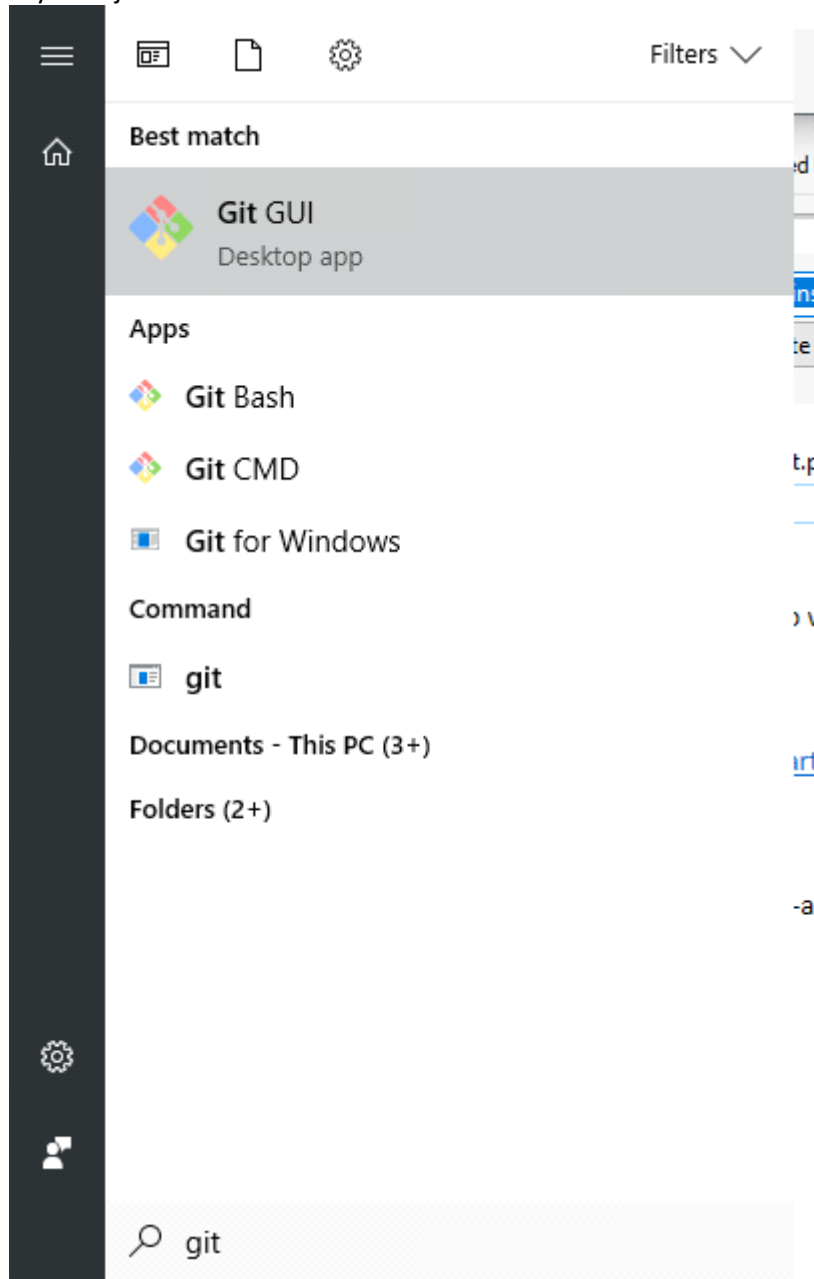 Filters
Best match
Git GUI
Desktop app
Apps
Git Bash
Git CMD
Git for Windows
Command
git
Documents - This PC (3+)
Folders (2+)
git